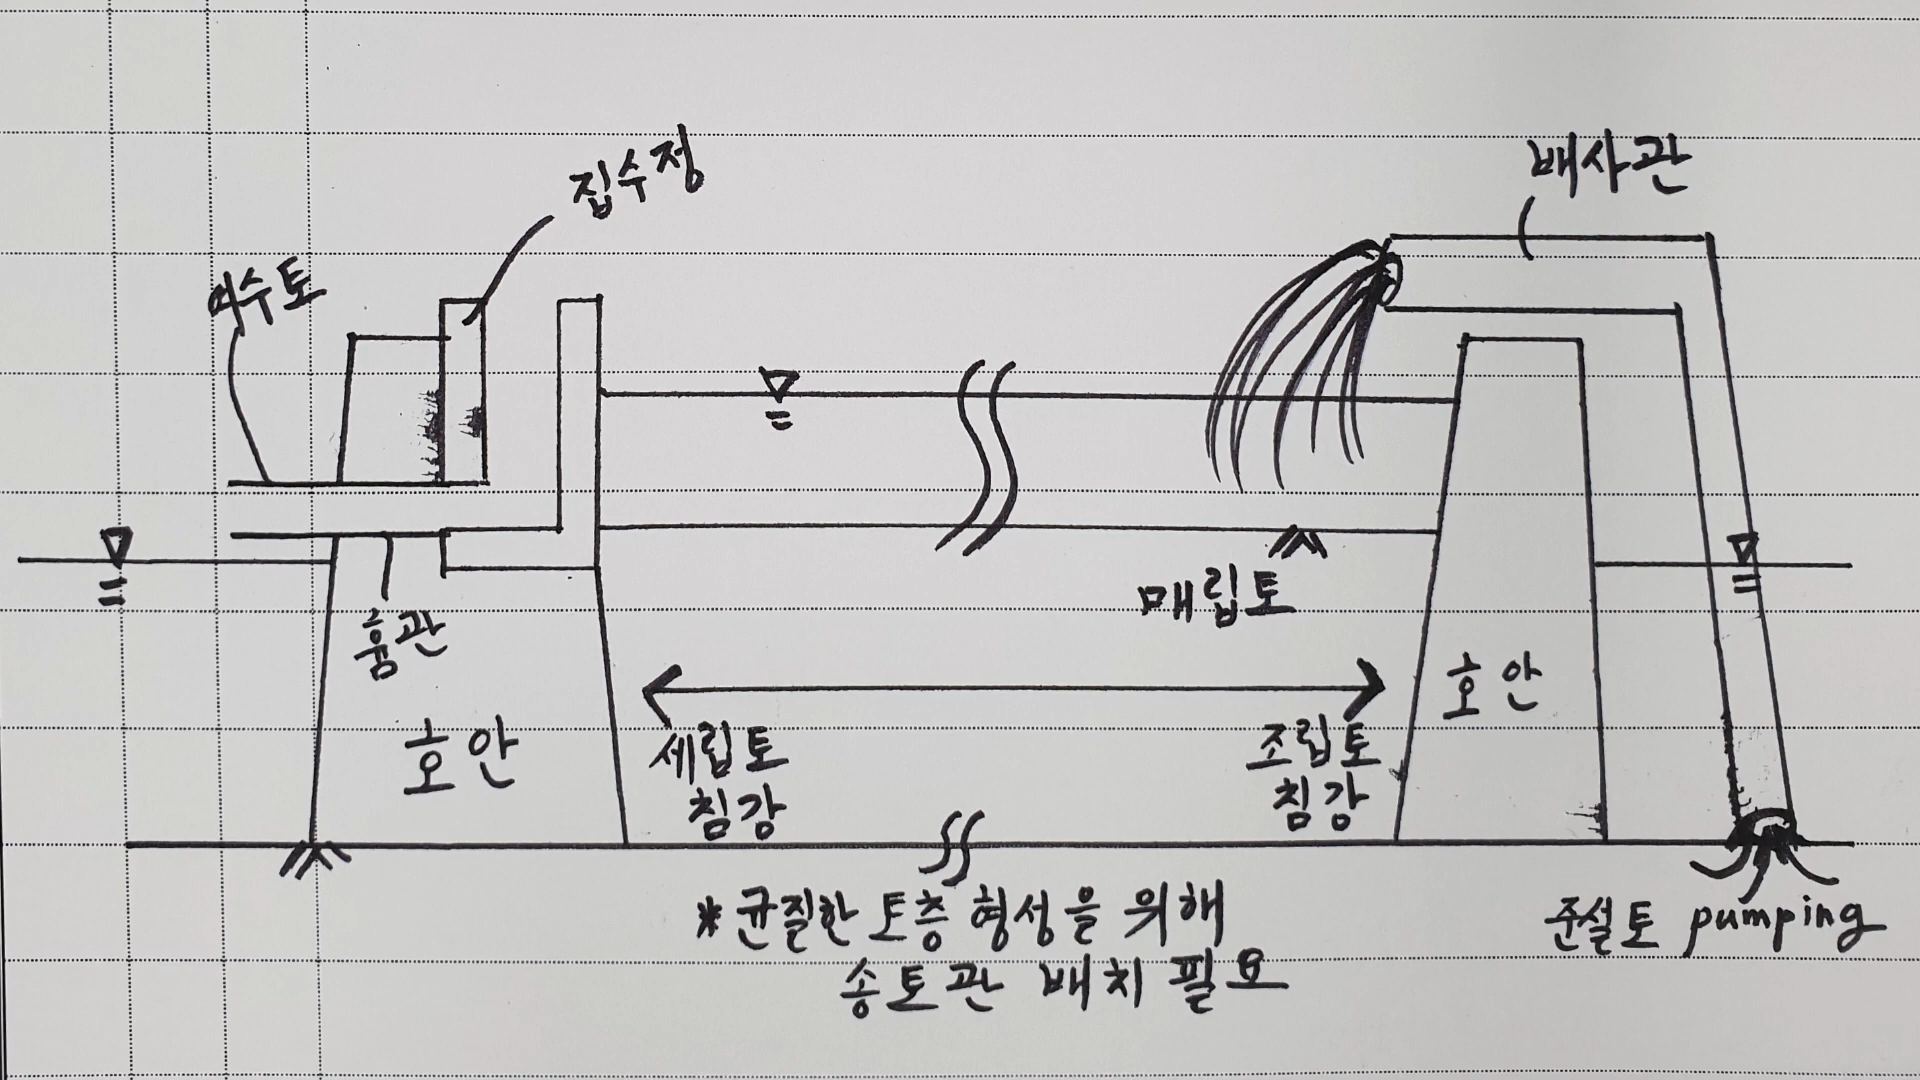 집수정
배사관
여수토
매립토
흄관
호안
호안
세립토
침강
조립토
침강
* 균질한 토층 형성을 위해
송토관 배치 필요
준설토 pumping